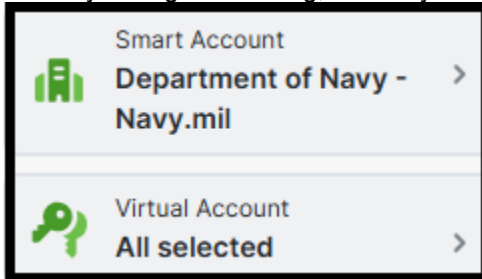 Smart Account
Department of Navy -
Navy.mil
Virtual Account
All selected